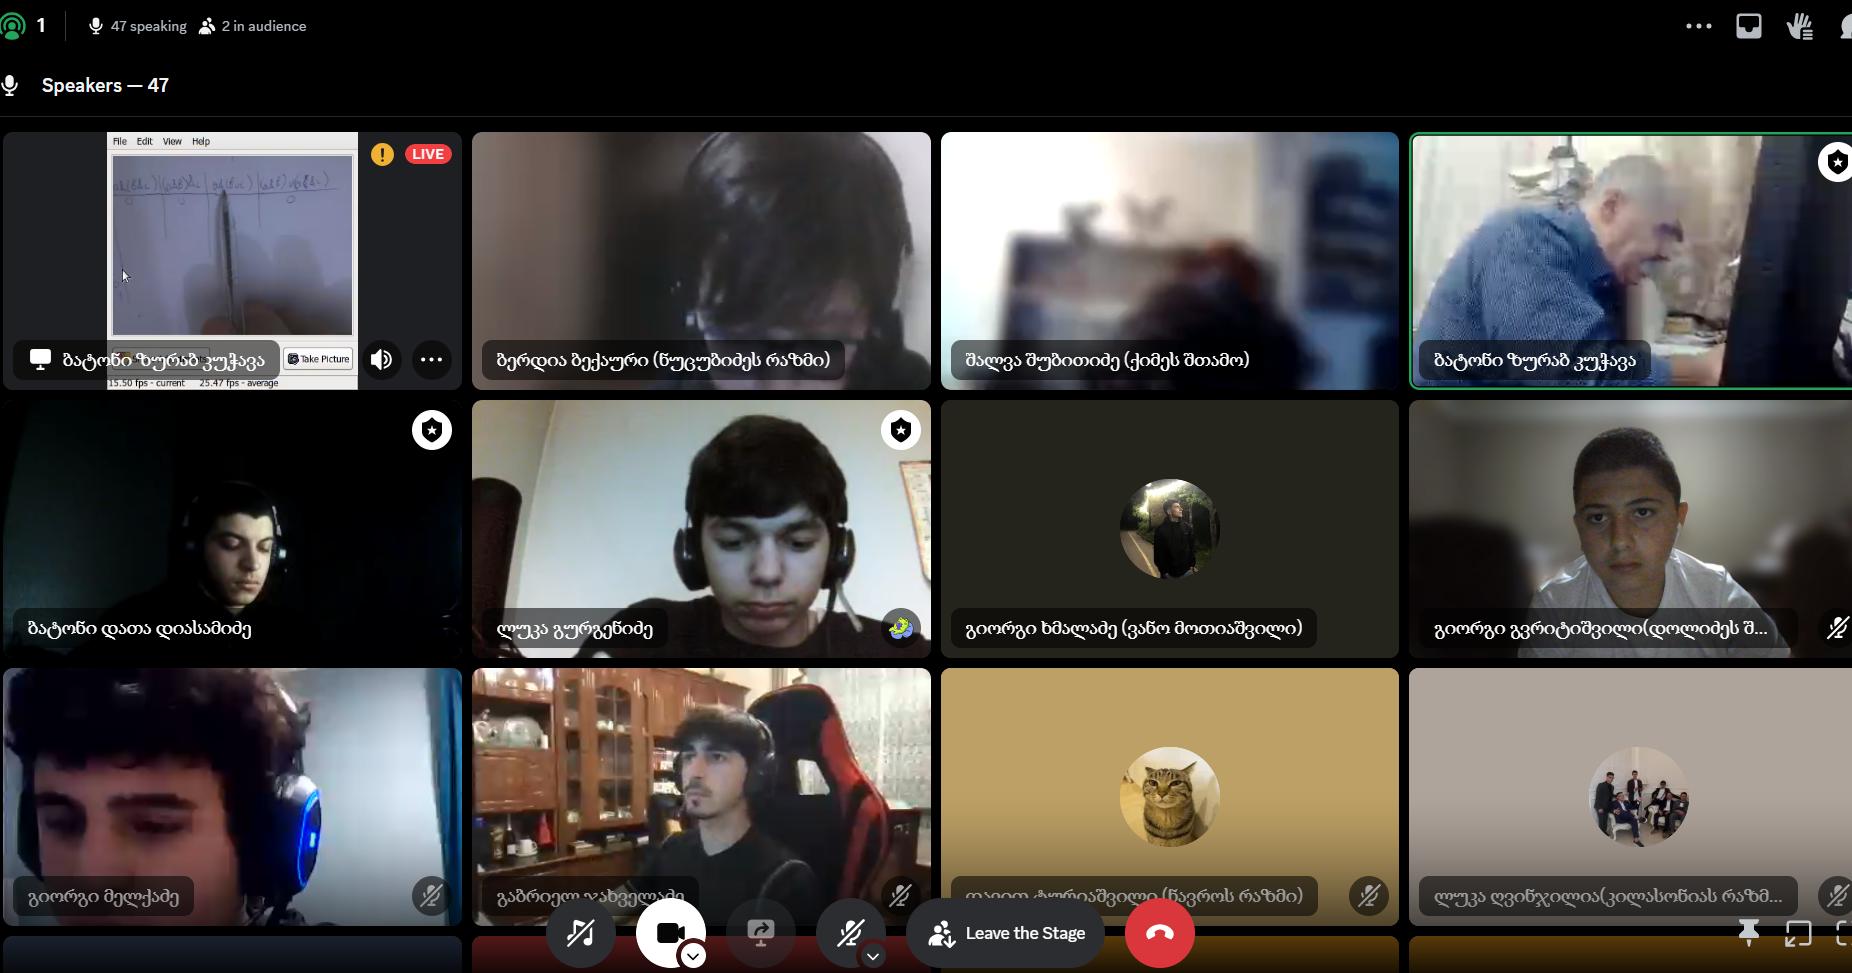 1 47 speaking 2 in audience
Speakers — 47
File Edit View Help
LIVE
ბატონი ზურაბ კუჭავა
Take Picture
15.50 fps - current 25.47 fps - average
ბერდია ბექაური (ნუცუბიძეს რაზმი)
შალვა შუბითიძე (ქიმეს შთამო)
ბატონი ზურაბ კუჭავა
ბატონი დათა დიასამიძე
ლუკა გურგენიძე
გიორგი ხმალაძე (ვანო მოთიაშვილი)
გიორგი გვრიტიშვილი(დოლიძეს შ...
გიორგი მელქაძე
გაბრიელ ჯახველაძე
დავით ტურიაშვილი (ნავროს რაზმი)
ლუკა ღვინჯილია(კილასონიას რაზმ...
Leave the Stage